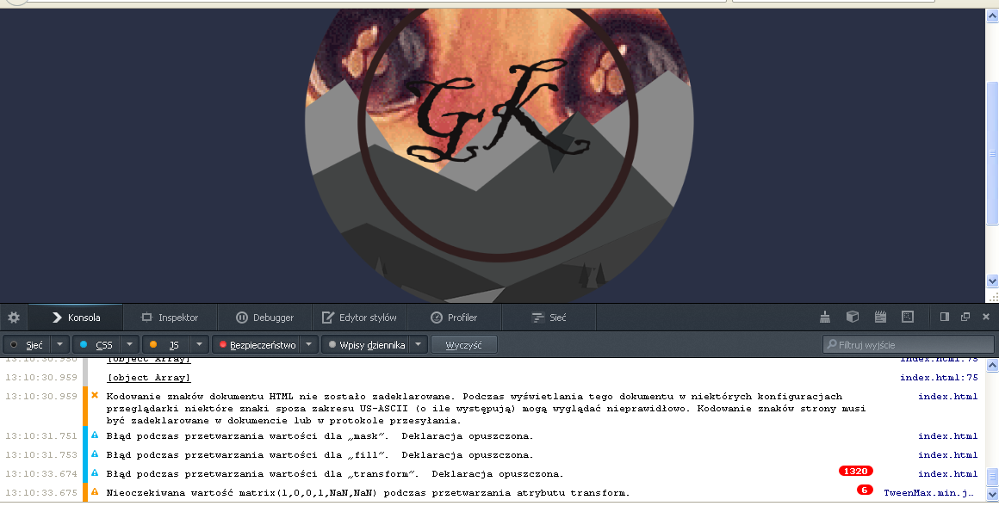 GK
Konsola Inspektor Debugger Edytor stylów Profiler Sieć
Sieć CSS JS Bezpieczeństwo Wpisy dziennika Wyczyść Filtruj wyjście
13:10:30.956 [object Array] index.html:75
13:10:30.959 [object Array] index.html:75
13:10:30.959 Kodowanie znaków dokumentu HTML nie zostało zadeklarowane. Podczas wyświetlania tego dokumentu w niektórych konfiguracjach index.html
przeglądarki niektóre znaki spoza zakresu US-ASCII (o ile występują) mogą wyglądać nieprawidłowo. Kodowanie znaków strony musi
być zadeklarowane w dokumencie lub w protokole przesyłania.
13:10:31.751 Błąd podczas przetwarzania wartości dla „mask”. Deklaracja opuszczona. index.html
13:10:31.753 Błąd podczas przetwarzania wartości dla „fill”. Deklaracja opuszczona. index.html
13:10:33.674 Błąd podczas przetwarzania wartości dla „transform”. Deklaracja opuszczona. 1320 index.html
13:10:33.675 Nieoczekiwana wartość matrix(1,0,0,1,NaN,NaN) podczas przetwarzania atrybutu transform. 6 TweenMax.min.j…